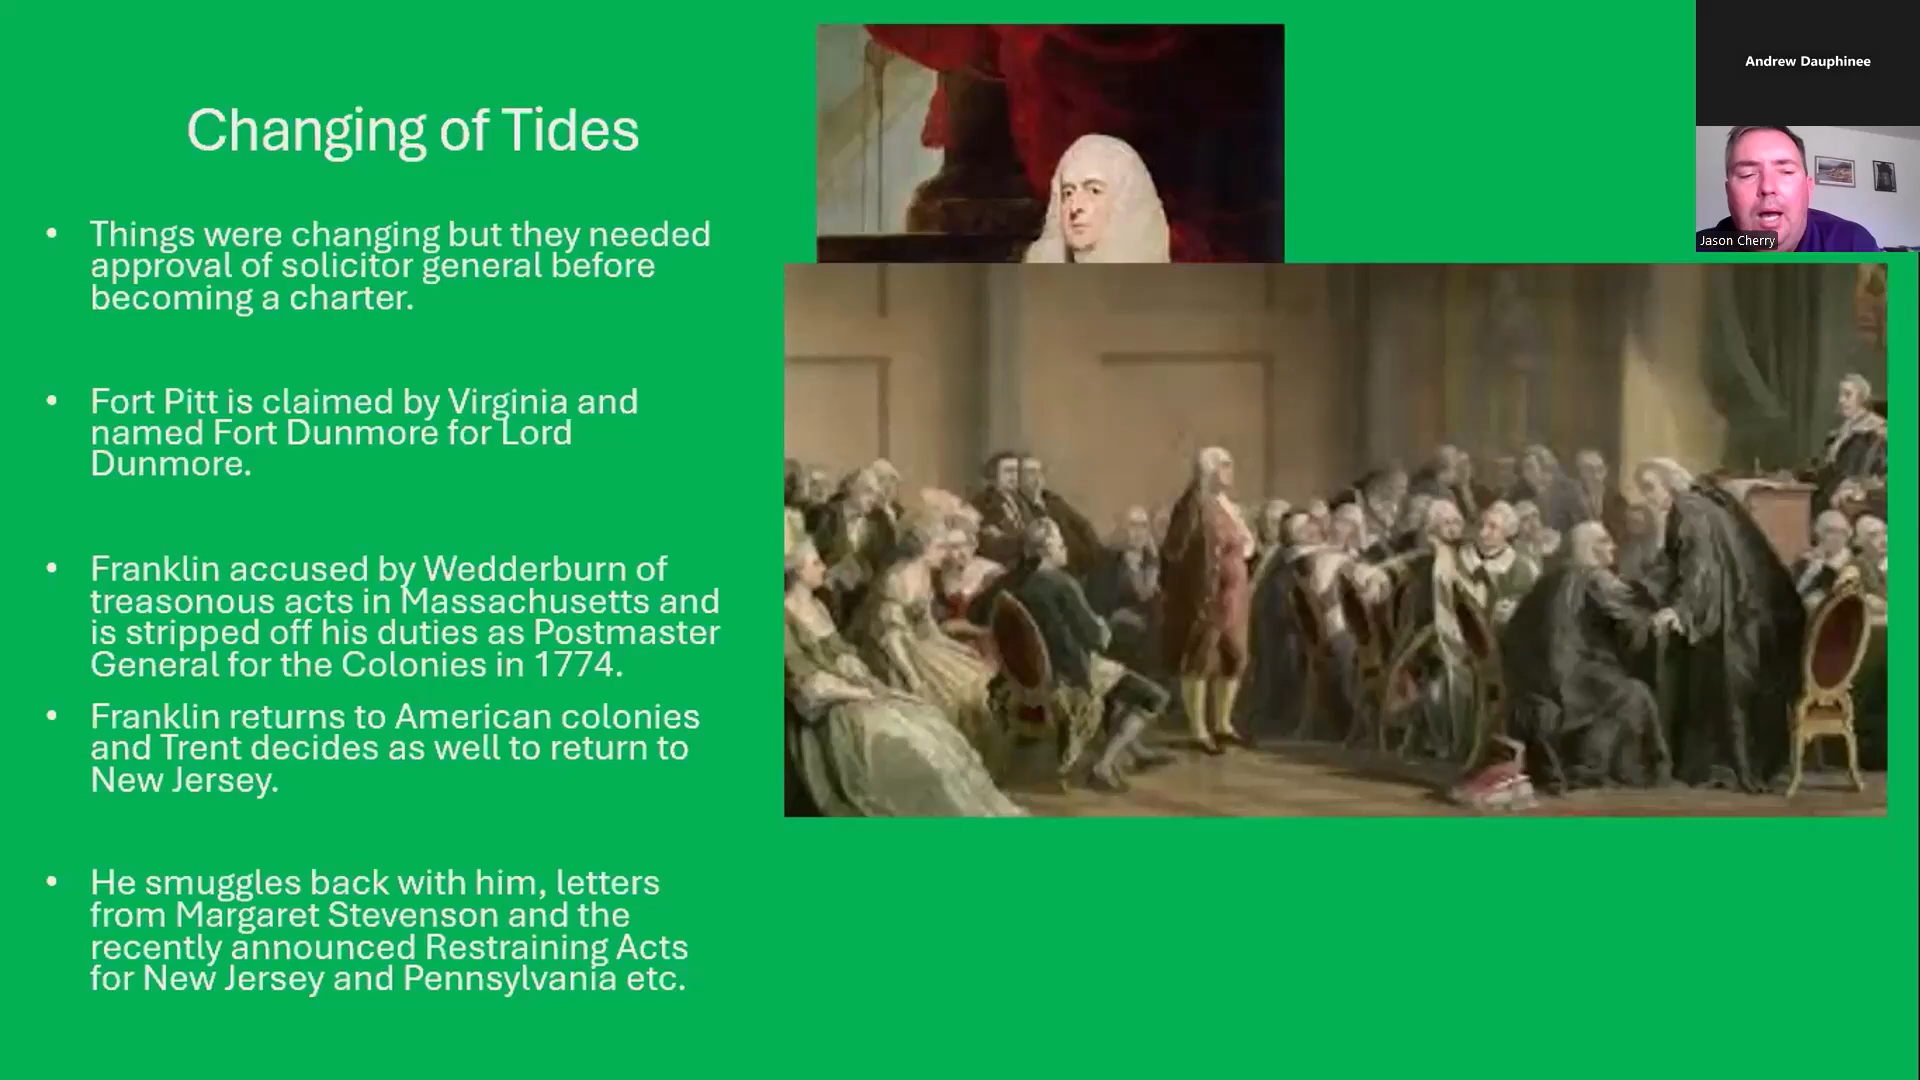 Changing of Tides
• Things were changing but they needed
approval of solicitor general before
becoming a charter.
• Fort Pitt is claimed by Virginia and
named Fort Dunmore for Lord
Dunmore.
• Franklin accused by Wedderburn of
treasonous acts in Massachusetts and
is stripped off his duties as Postmaster
General for the Colonies in 1774.
• Franklin returns to American colonies
and Trent decides as well to return to
New Jersey.
• He smuggles back with him, letters
from Margaret Stevenson and the
recently announced Restraining Acts
for New Jersey and Pennsylvania etc.
Andrew Dauphinee
Jason Cherry